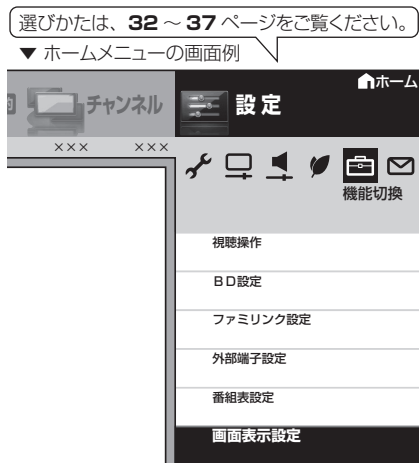 選びかたは、32～37ページをご覧ください。
▼ ホームメニューの画面例
ホーム
チャンネル
設定
××× ×××
機能切換
視聴操作
ＢＤ設定
ファミリンク設定
外部端子設定
番組表設定
画面表示設定